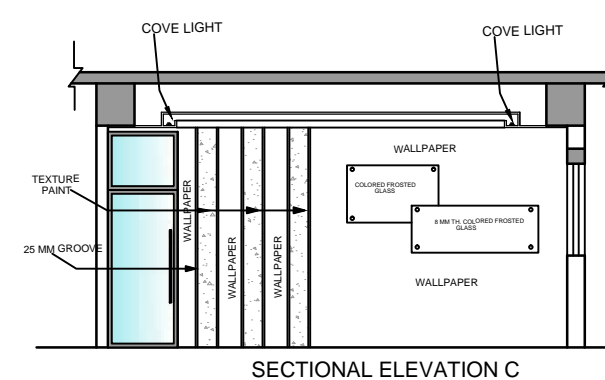 COVE LIGHT
COVE LIGHT
WALLPAPER
TEXTURE
PAINT
WALLPAPER
COLORED FROSTED
GLASS
8 MM TH. COLORED FROSTED
GLASS
25 MM GROOVE
WALLPAPER
WALLPAPER
WALLPAPER
SECTIONAL ELEVATION C